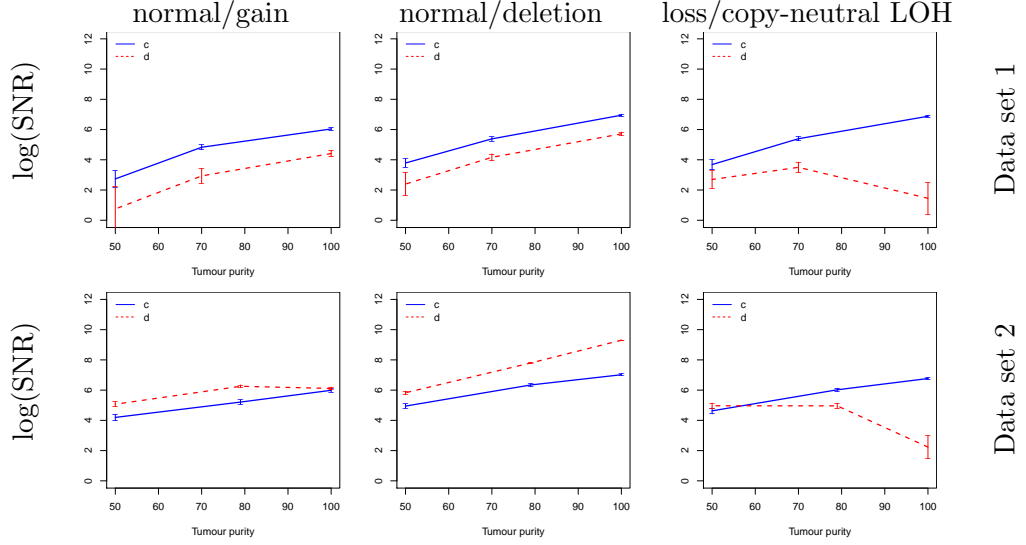 normal/gain
normal/deletion
loss/copy-neutral LOH
log(SNR)
c
d
12
10
8
6
4
2
0
50 60 70 80 90 100
Tumour purity
c
d
12
10
8
6
4
2
0
50 60 70 80 90 100
Tumour purity
c
d
12
10
8
6
4
2
0
50 60 70 80 90 100
Tumour purity
Data set 1
log(SNR)
c
d
12
10
8
6
4
2
0
50 60 70 80 90 100
Tumour purity
c
d
12
10
8
6
4
2
0
50 60 70 80 90 100
Tumour purity
c
d
12
10
8
6
4
2
0
50 60 70 80 90 100
Tumour purity
Data set 2